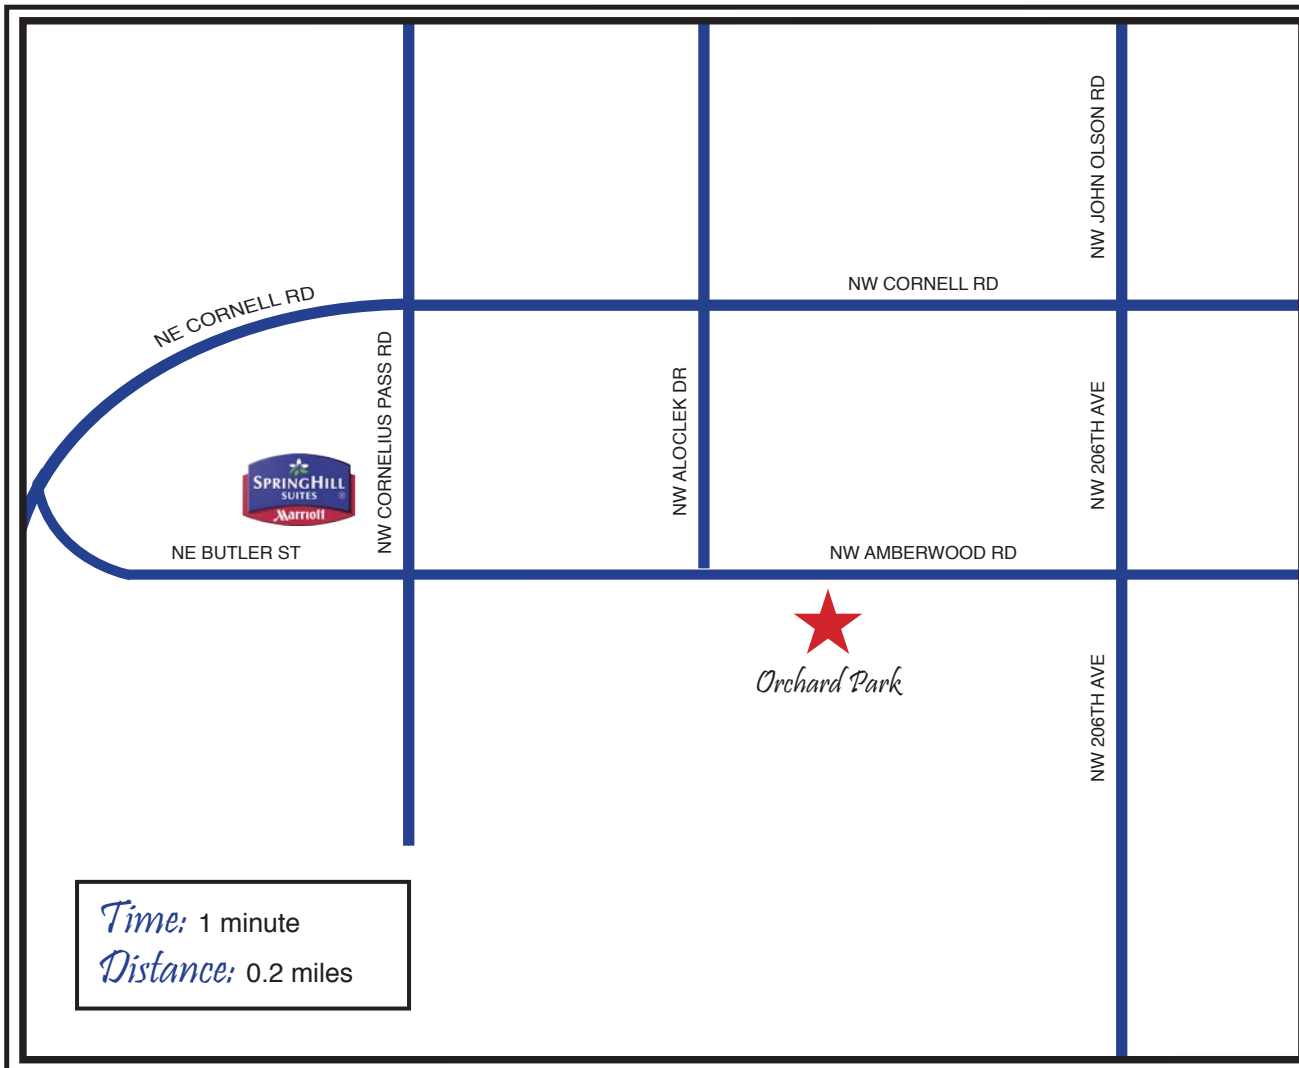 NW JOHN OLSON RD
NW CORNELL RD
NE CORNELL RD
NW CORNELIUS PASS RD
NW ALOCLEK DR
NW 206TH AVE
SPRINGHILL
SUITES ®
Marriott
NE BUTLER ST
NW AMBERWOOD RD
Orchard Park
NW 206TH AVE
Time: 1 minute
Distance: 0.2 miles